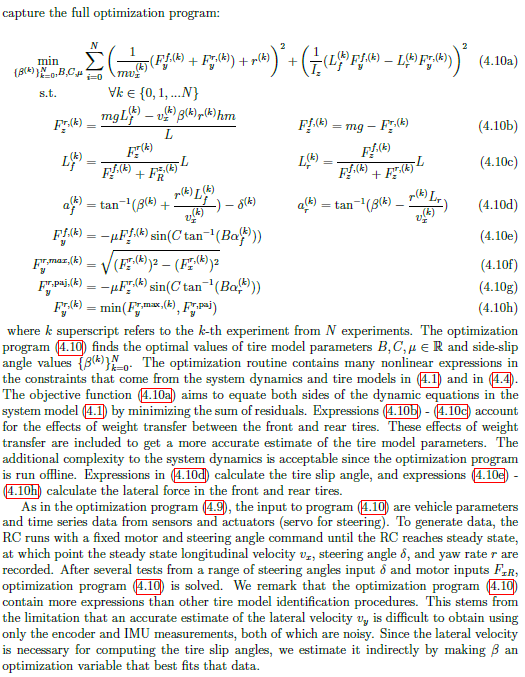 capture the full optimization program:
min_{{β^{(k)}}_{k=0}^{N},B,C,μ} \sum_{i=0}^{N} ( \frac{1}{mv_x^{(k)}} (F_y^{f,(k)} + F_y^{r,(k)}) + r^{(k)} )^2 + ( \frac{1}{I_z} (L_f^{(k)} F_y^{f,(k)} − L_r^{(k)} F_y^{r,(k)}) )^2 (4.10a)
s.t. ∀k ∈ {0, 1, ...N}
F_z^{r,(k)} = \frac{mgL_f^{(k)} − v_x^{(k)} β^{(k)} r^{(k)} hm}{L} F_z^{f,(k)} = mg − F_z^{r,(k)} (4.10b)
L_f^{(k)} = \frac{F_z^{r(k)}}{F_z^{f,(k)} + F_R^{z,(k)}} L L_r^{(k)} = \frac{F_z^{f,(k)}}{F_z^{f,(k)} + F_z^{r,(k)}} L (4.10c)
a_f^{(k)} = tan^{-1}(β^{(k)} + \frac{r^{(k)} L_f^{(k)}}{v_x^{(k)}}) − δ^{(k)} a_r^{(k)} = tan^{-1}(β^{(k)} − \frac{r^{(k)} L_r}{v_x^{(k)}}) (4.10d)
F_y^{f,(k)} = −μF_z^{f,(k)} sin(C tan^{-1}(Bα_f^{(k)})) (4.10e)
F_y^{r,max,(k)} = \sqrt{(F_z^{r,(k)})^2 − (F_x^{r,(k)})^2} (4.10f)
F_y^{r,paj,(k)} = −μF_z^{r,(k)} sin(C tan^{-1}(Bα_r^{(k)})) (4.10g)
F_y^{r,(k)} = min(F_y^{r,max,(k)}, F_y^{r,paj}) (4.10h)
where k superscript refers to the k-th experiment from N experiments. The optimization
program (4.10) finds the optimal values of tire model parameters B, C, μ ∈ ℝ and side-slip
angle values {β^{(k)}}_{k=0}^{N}. The optimization routine contains many nonlinear expressions in
the constraints that come from the system dynamics and tire models in (4.1) and in (4.4).
The objective function (4.10a) aims to equate both sides of the dynamic equations in the
system model (4.1) by minimizing the sum of residuals. Expressions (4.10b) - (4.10c) account
for the effects of weight transfer between the front and rear tires. These effects of weight
transfer are included to get a more accurate estimate of the tire model parameters. The
additional complexity to the system dynamics is acceptable since the optimization program
is run offline. Expressions in (4.10d) calculate the tire slip angle, and expressions (4.10e) -
(4.10h) calculate the lateral force in the front and rear tires.
As in the optimization program (4.9), the input to program (4.10) are vehicle parameters
and time series data from sensors and actuators (servo for steering). To generate data, the
RC runs with a fixed motor and steering angle command until the RC reaches steady state,
at which point the steady state longitudinal velocity v_x, steering angle δ, and yaw rate r are
recorded. After several tests from a range of steering angles input δ and motor inputs F_{xR},
optimization program (4.10) is solved. We remark that the optimization program (4.10)
contain more expressions than other tire model identification procedures. This stems from
the limitation that an accurate estimate of the lateral velocity v_y is difficult to obtain using
only the encoder and IMU measurements, both of which are noisy. Since the lateral velocity
is necessary for computing the tire slip angles, we estimate it indirectly by making β an
optimization variable that best fits that data.